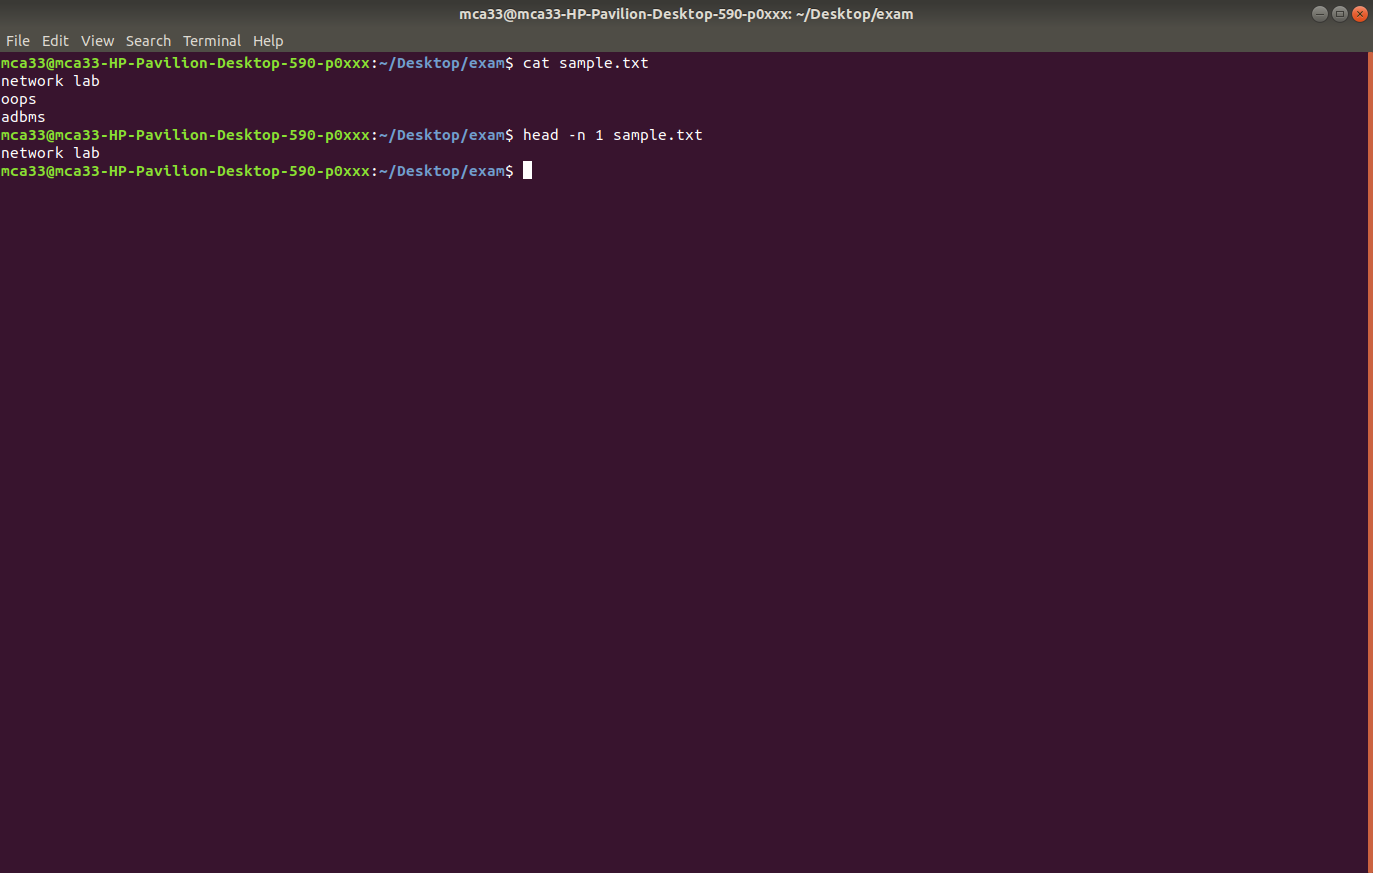 mca33@mca33-HP-Pavilion-Desktop-590-p0xxx: ~/Desktop/exam
File Edit View Search Terminal Help
mca33@mca33-HP-Pavilion-Desktop-590-p0xxx:~/Desktop/exam$ cat sample.txt
network lab
oops
adbms
mca33@mca33-HP-Pavilion-Desktop-590-p0xxx:~/Desktop/exam$ head -n 1 sample.txt
network lab
mca33@mca33-HP-Pavilion-Desktop-590-p0xxx:~/Desktop/exam$